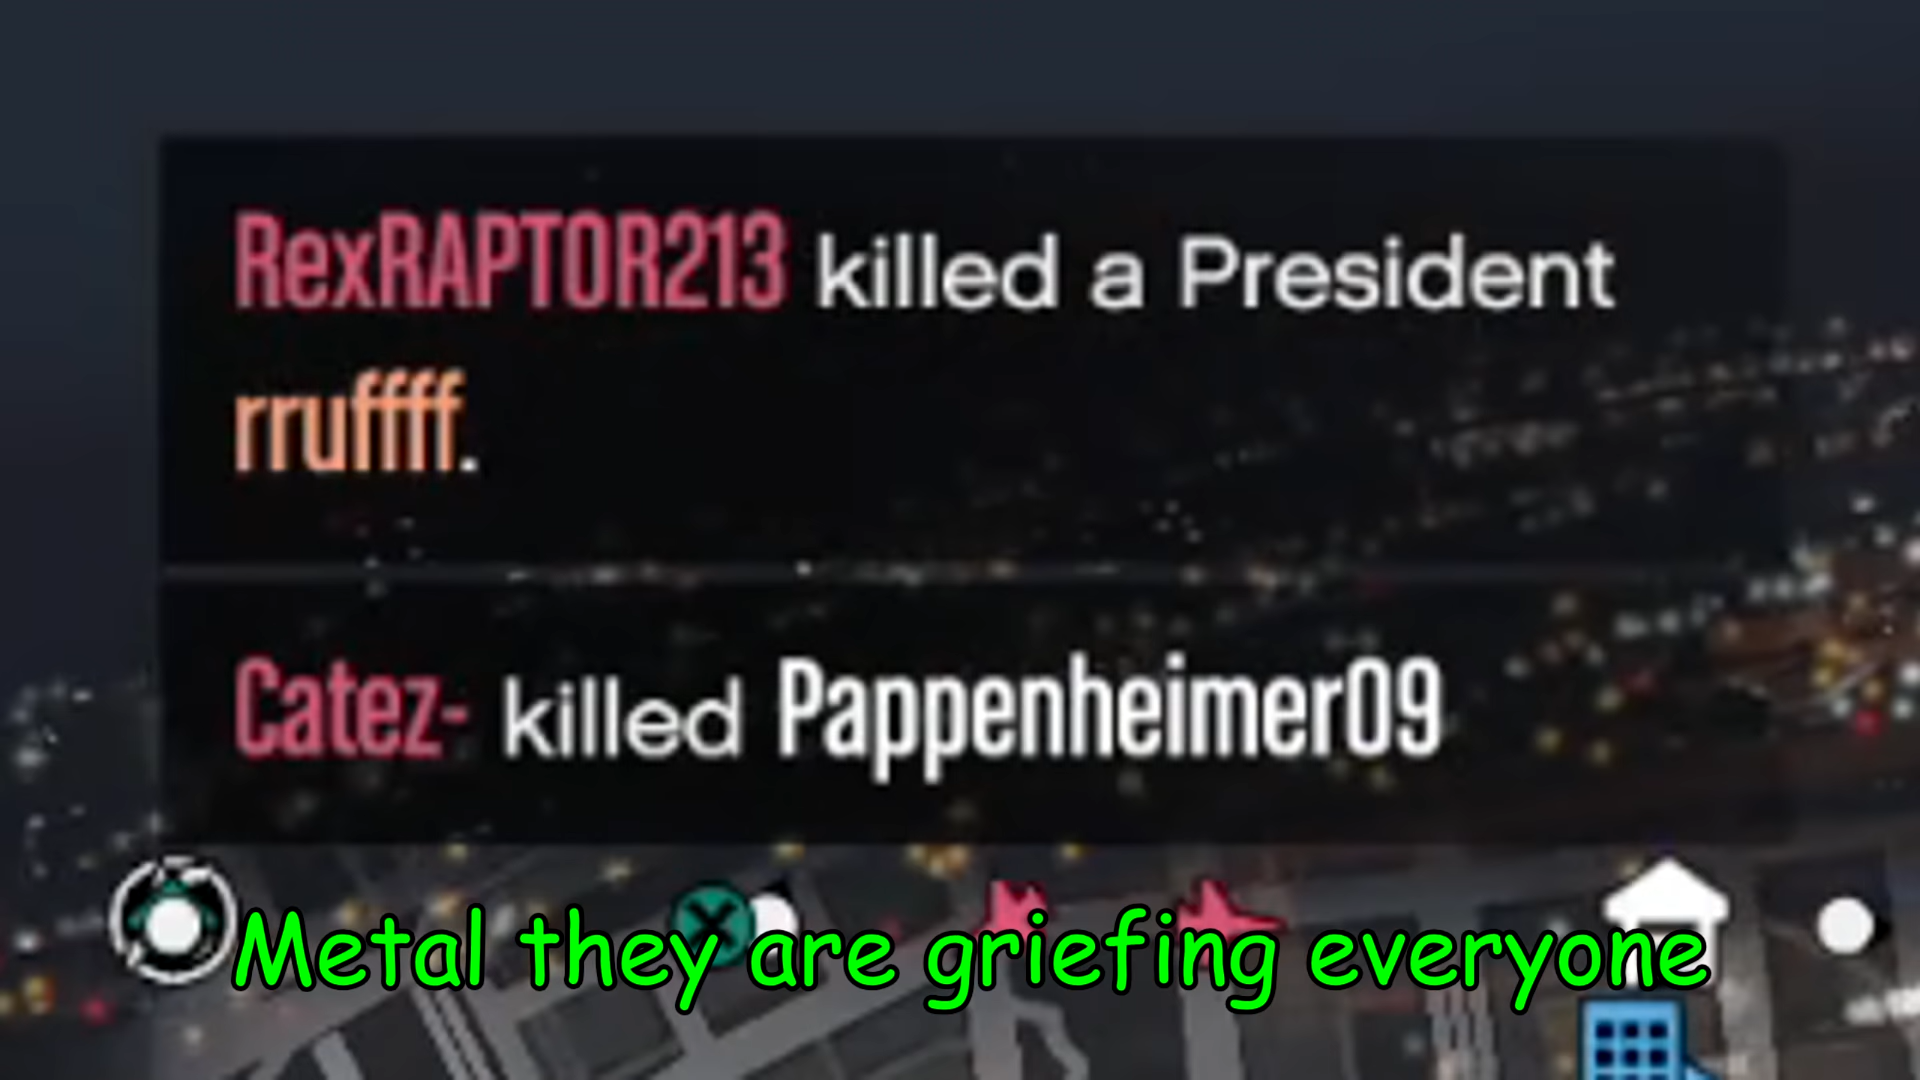 RexRAPTOR213 killed a President
rruffff.
Catez- killed Pappenheimer09
Metal they are griefing everyone